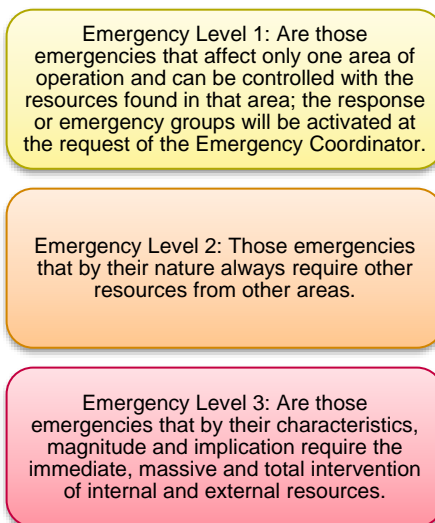 Emergency Level 1: Are those
emergencies that affect only one area of
operation and can be controlled with the
resources found in that area; the response
or emergency groups will be activated at
the request of the Emergency Coordinator.
Emergency Level 2: Those emergencies
that by their nature always require other
resources from other areas.
Emergency Level 3: Are those
emergencies that by their characteristics,
magnitude and implication require the
immediate, massive and total intervention
of internal and external resources.